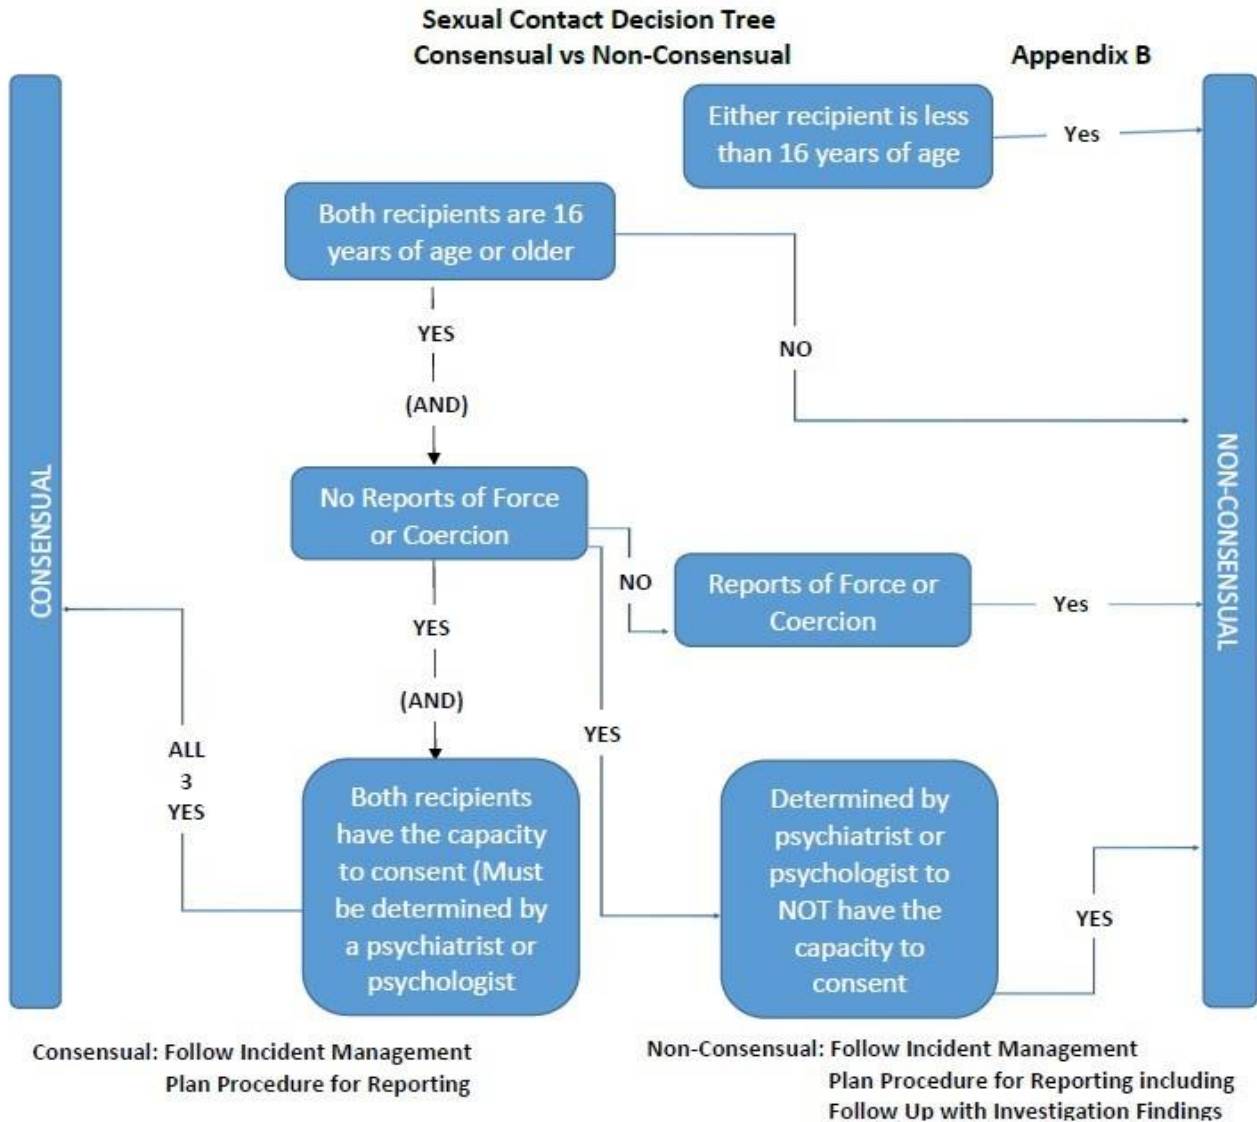 Sexual Contact Decision Tree
Consensual vs Non-Consensual
Appendix B
Either recipient is less
than 16 years of age
Yes
Both recipients are 16
years of age or older
YES
(AND)
NO
CONSENSUAL
NON-CONSENSUAL
No Reports of Force
or Coercion
NO
Reports of Force or
Coercion
Yes
YES
(AND)
YES
ALL
3
YES
Both recipients
have the capacity
to consent (Must
be determined by
a psychiatrist or
psychologist
Determined by
psychiatrist or
psychologist to
NOT have the
capacity to
consent
YES
Consensual: Follow Incident Management
Plan Procedure for Reporting
Non-Consensual: Follow Incident Management
Plan Procedure for Reporting including
Follow Up with Investigation Findings